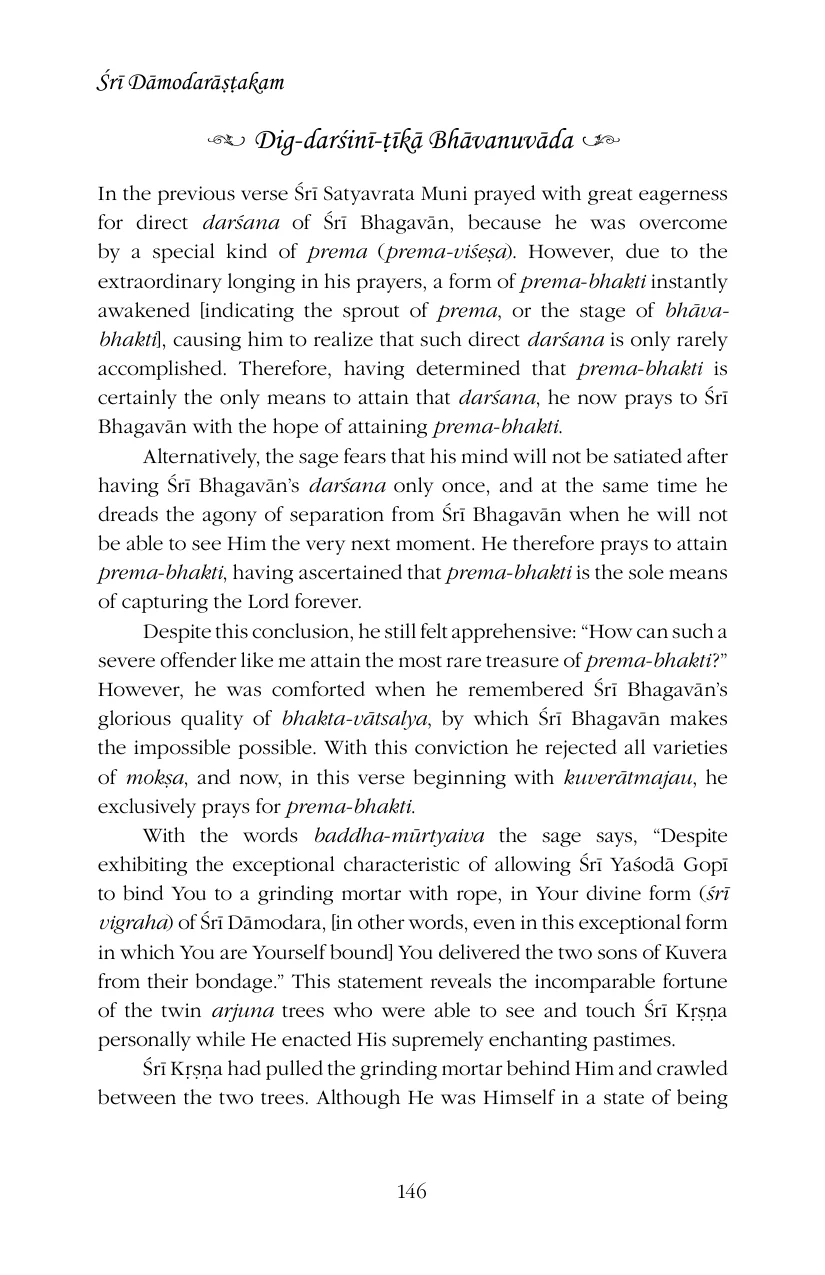 Śrī Dāmodarāṣṭakam
Dig-darśinī-ṭīkā Bhāvanuvāda
In the previous verse Śrī Satyavrata Muni prayed with great eagerness
for direct darśana of Śrī Bhagavān, because he was overcome
by a special kind of prema (prema-viśeṣa). However, due to the
extraordinary longing in his prayers, a form of prema-bhakti instantly
awakened [indicating the sprout of prema, or the stage of bhāva-
bhakti], causing him to realize that such direct darśana is only rarely
accomplished. Therefore, having determined that prema-bhakti is
certainly the only means to attain that darśana, he now prays to Śrī
Bhagavān with the hope of attaining prema-bhakti.
Alternatively, the sage fears that his mind will not be satiated after
having Śrī Bhagavān’s darśana only once, and at the same time he
dreads the agony of separation from Śrī Bhagavān when he will not
be able to see Him the very next moment. He therefore prays to attain
prema-bhakti, having ascertained that prema-bhakti is the sole means
of capturing the Lord forever.
Despite this conclusion, he still felt apprehensive: “How can such a
severe offender like me attain the most rare treasure of prema-bhakti?”
However, he was comforted when he remembered Śrī Bhagavān’s
glorious quality of bhakta-vātsalya, by which Śrī Bhagavān makes
the impossible possible. With this conviction he rejected all varieties
of mokṣa, and now, in this verse beginning with kuverātmajau, he
exclusively prays for prema-bhakti.
With the words baddha-mūrtyaiva the sage says, “Despite
exhibiting the exceptional characteristic of allowing Śrī Yaśodā Gopī
to bind You to a grinding mortar with rope, in Your divine form (śrī
vigraha) of Śrī Dāmodara, [in other words, even in this exceptional form
in which You are Yourself bound] You delivered the two sons of Kuvera
from their bondage.” This statement reveals the incomparable fortune
of the twin arjuna trees who were able to see and touch Śrī Kṛṣṇa
personally while He enacted His supremely enchanting pastimes.
Śrī Kṛṣṇa had pulled the grinding mortar behind Him and crawled
between the two trees. Although He was Himself in a state of being
146